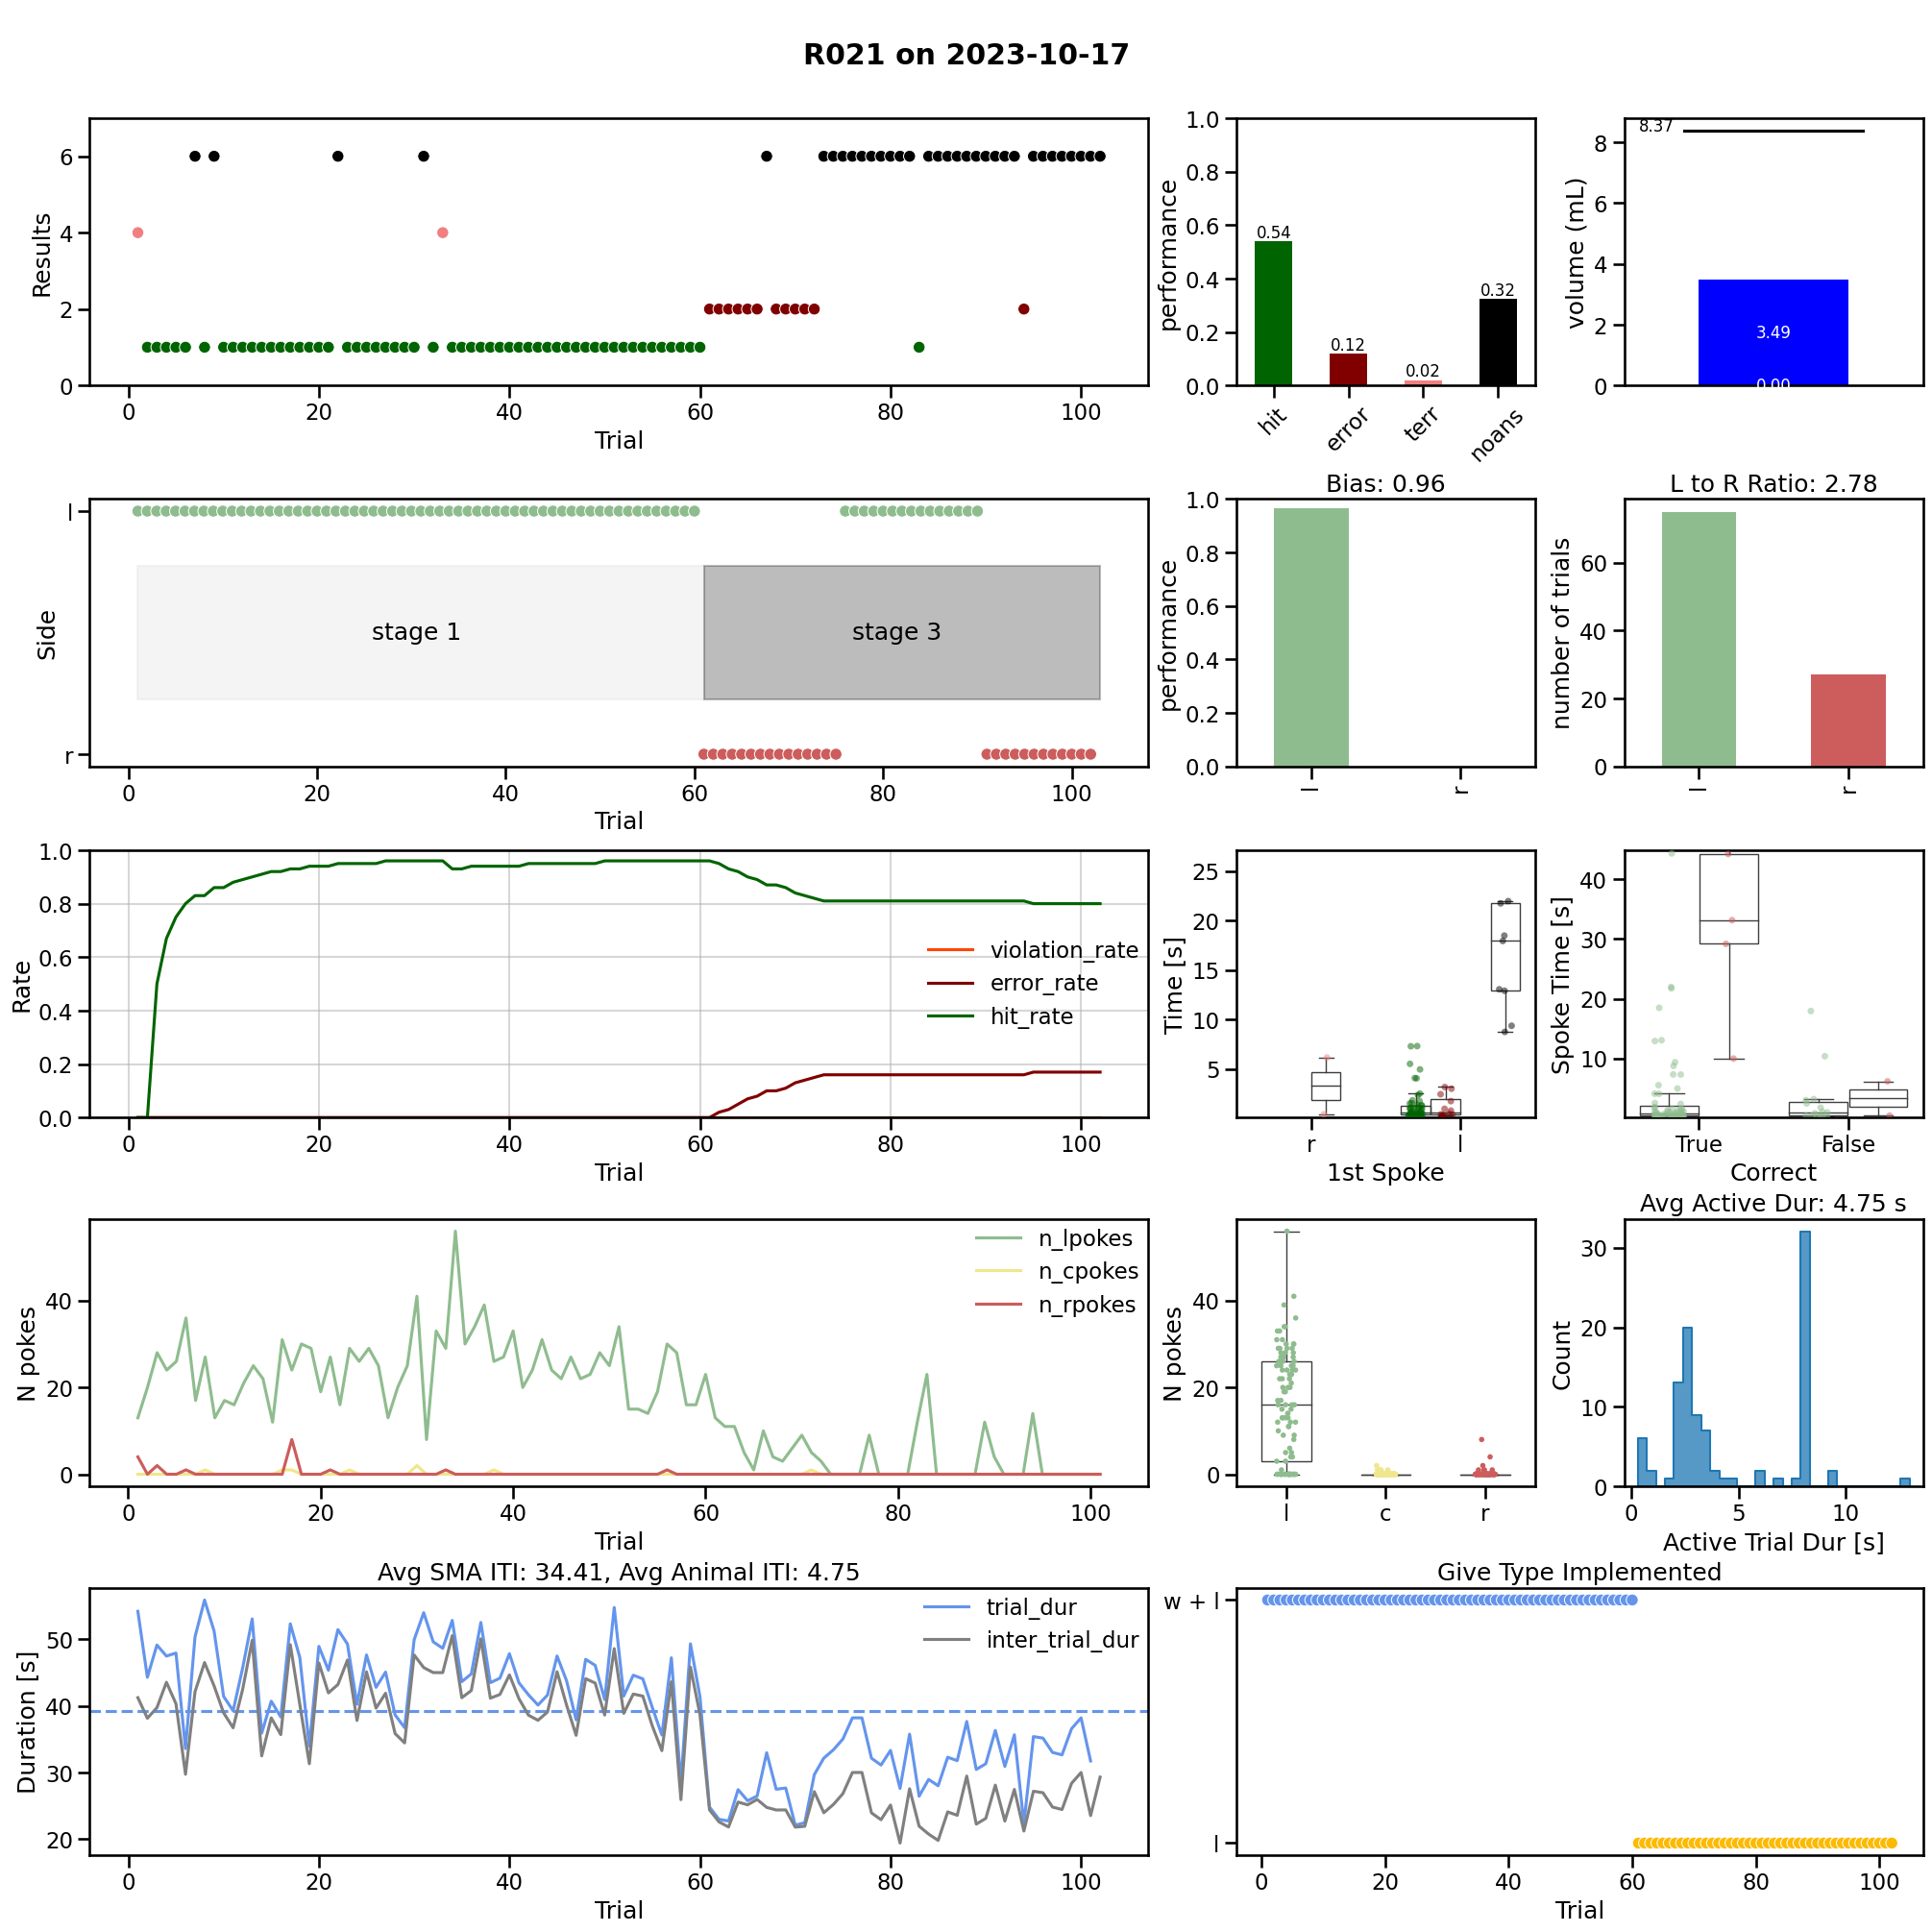 R021 on 2023-10-17
Results
6
4
2
0
0 20 40 60 80 100
Trial
performance
1.0
0.8
0.6
0.4
0.2
0.0
0.54
0.12
0.02
0.32
hit error terr noans
volume (mL)
8
6
4
2
0
8.37
3.49
0.00
Side
l
r
stage 1
stage 3
0 20 40 60 80 100
Trial
Bias: 0.96
performance
1.0
0.8
0.6
0.4
0.2
0.0
l r
L to R Ratio: 2.78
number of trials
60
40
20
0
l r
Rate
1.0
0.8
0.6
0.4
0.2
0.0
violation_rate
error_rate
hit_rate
0 20 40 60 80 100
Trial
Time [s]
25
20
15
10
5
r l
1st Spoke
Spoke Time [s]
40
30
20
10
True False
Correct
N pokes
40
20
0
n_lpokes
n_cpokes
n_rpokes
0 20 40 60 80 100
Trial
N pokes
40
20
0
l c r
Avg Active Dur: 4.75 s
Count
30
20
10
0
0 5 10
Active Trial Dur [s]
Avg SMA ITI: 34.41, Avg Animal ITI: 4.75
Duration [s]
50
40
30
20
trial_dur
inter_trial_dur
0 20 40 60 80 100
Trial
Give Type Implemented
w + l
l
0 20 40 60 80 100
Trial